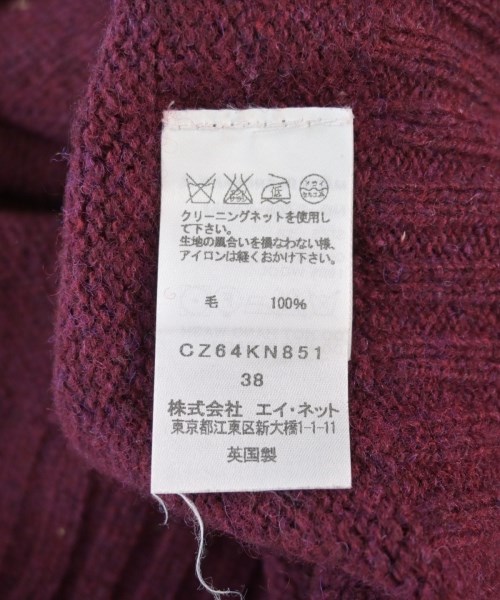 低
クリーニングネットを使用し
て下さい。
生地の風合いを損なわない様、
アイロンは軽くおかけ下さい。
毛 100%
CZ64KN851
38
株式会社 エイ・ネット
東京都江東区新大橋1-1-11
英国製